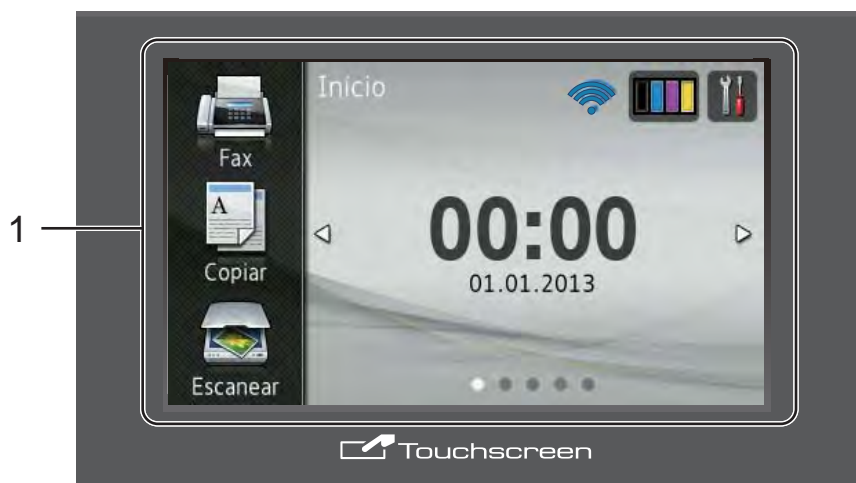 1
Início
Fax
A
Copiar
Escanear
00:00
01.01.2013
Touchscreen